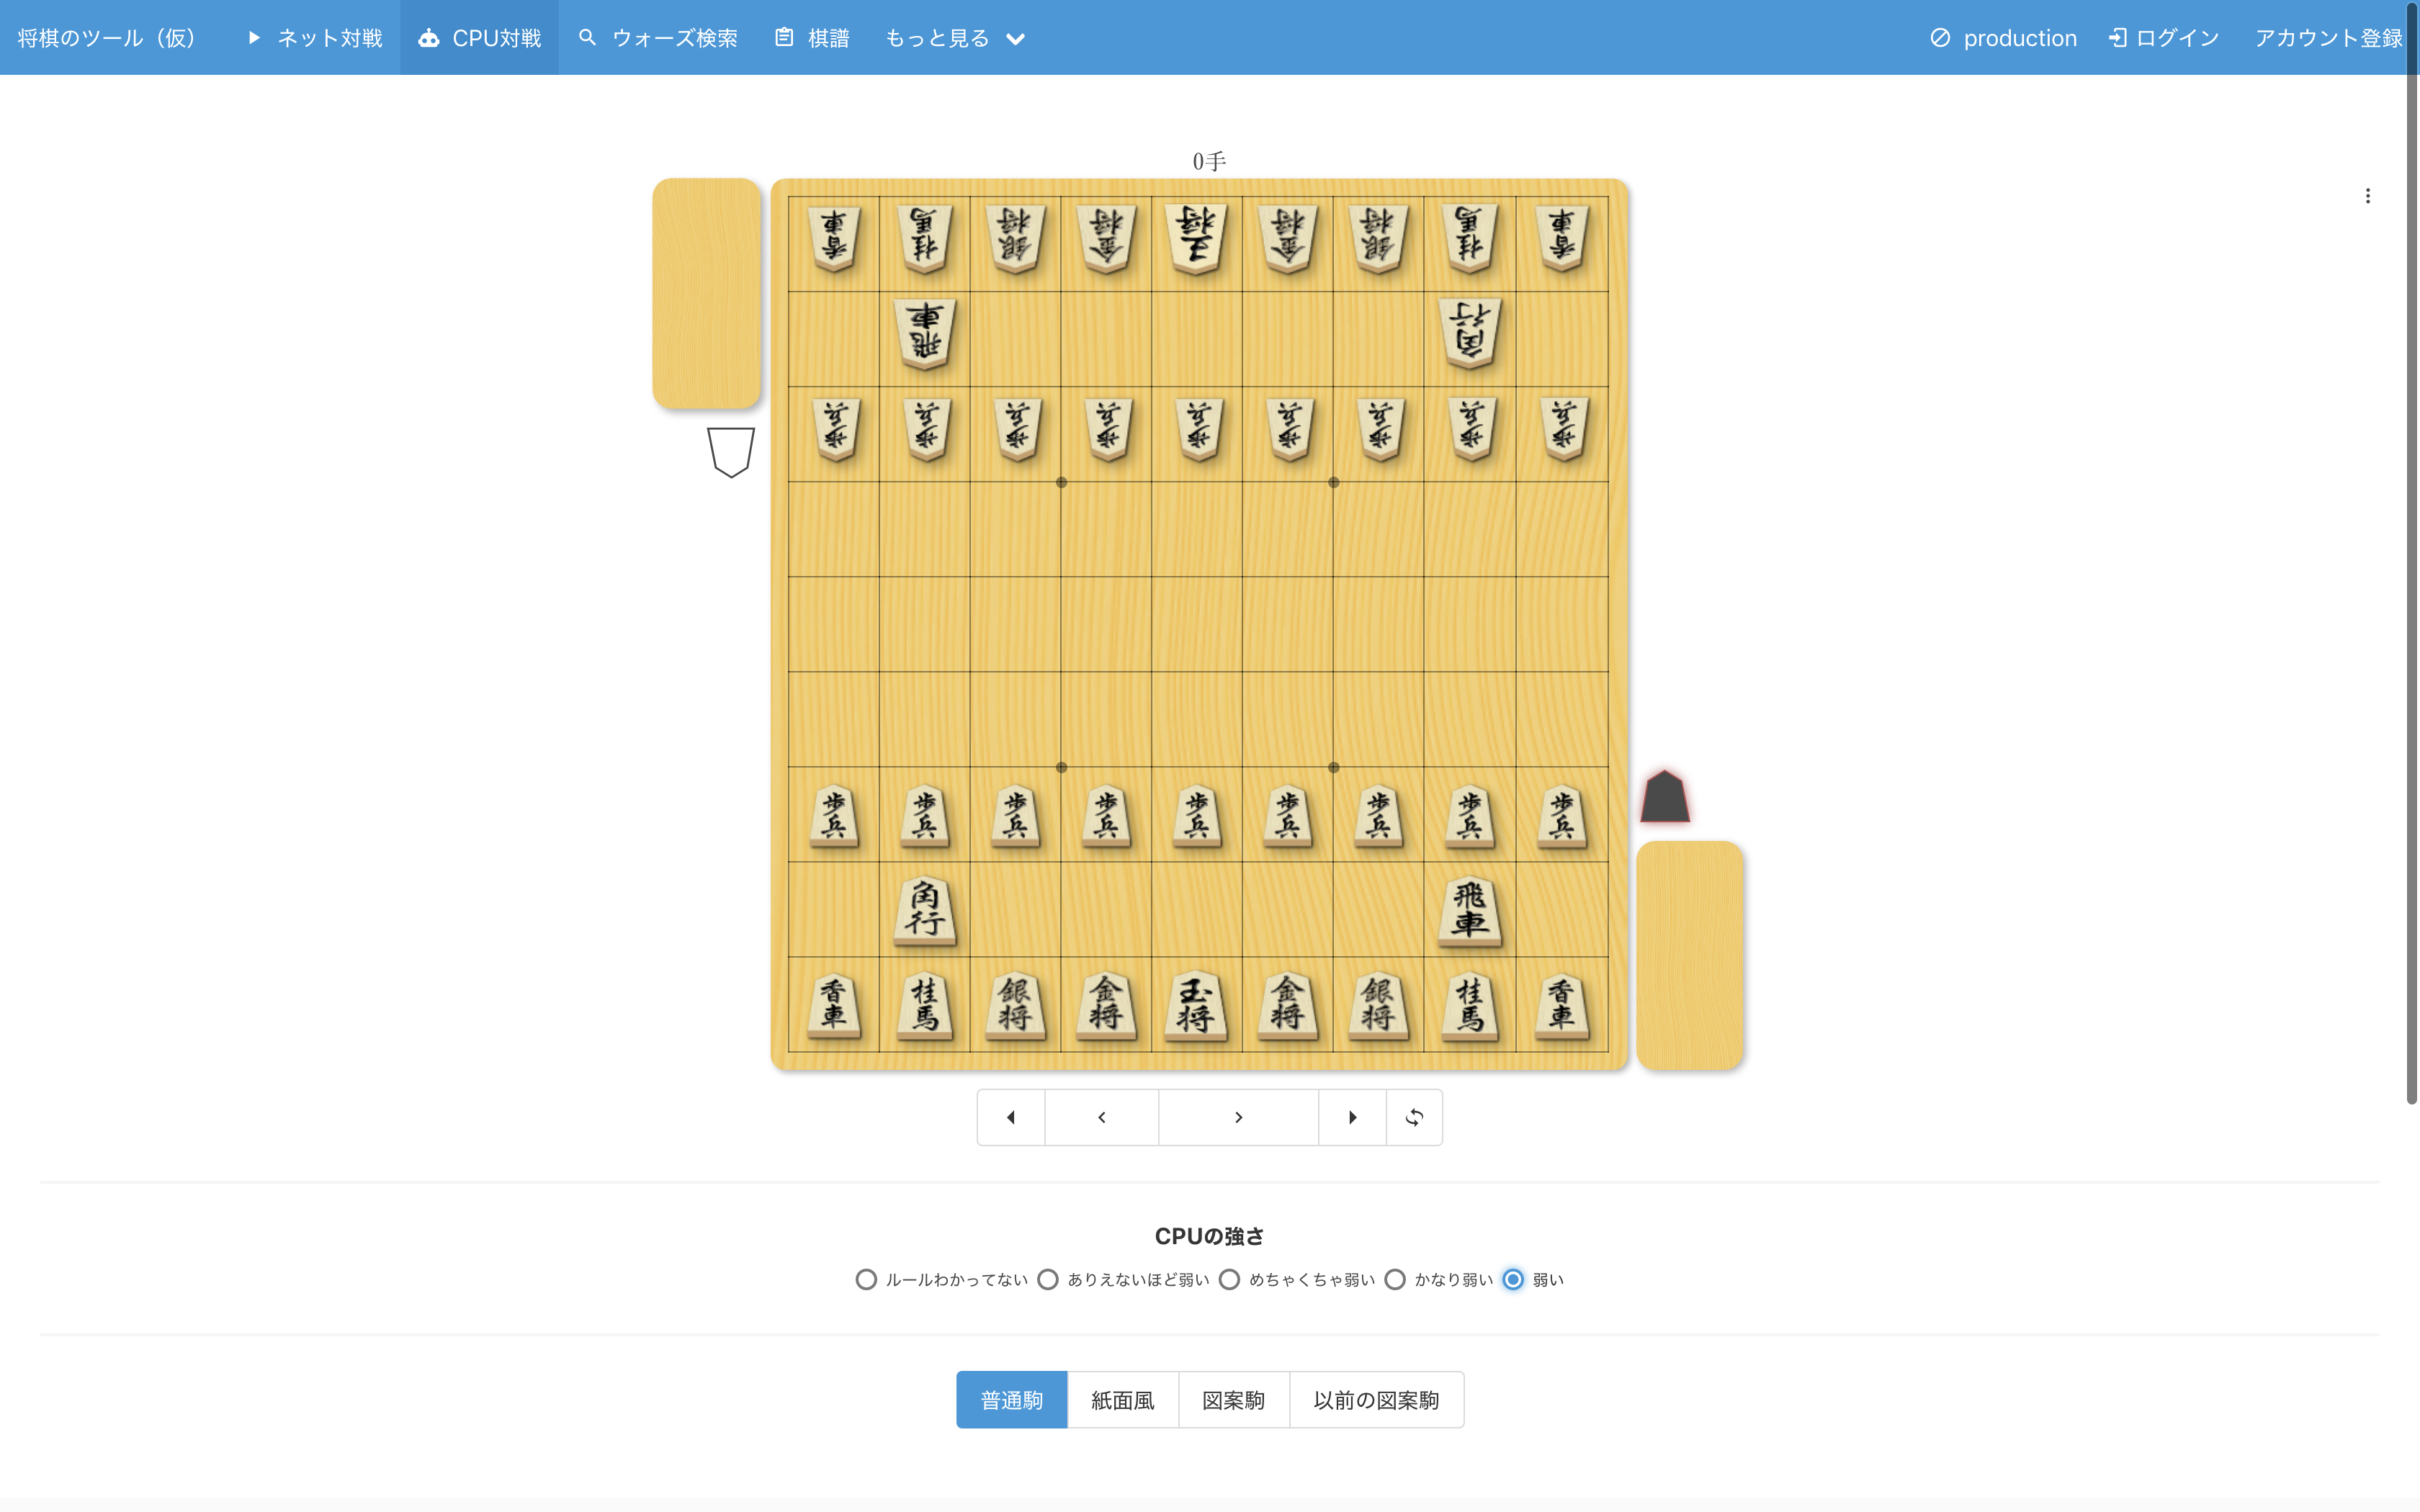 将棋のツール（仮） ネット対戦 CPU対戦 ウォーズ検索 棋譜 もっと見る production ログイン アカウント登録
0手
香車 桂馬 銀将 金将 王将 金将 銀将 桂馬 香車
飛車 角行
歩兵 歩兵 歩兵 歩兵 歩兵 歩兵 歩兵 歩兵 歩兵
歩兵 歩兵 歩兵 歩兵 歩兵 歩兵 歩兵 歩兵 歩兵
角行 飛車
香車 桂馬 銀将 金将 玉将 金将 銀将 桂馬 香車
CPUの強さ
ルールわかってない ありえないほど弱い めちゃくちゃ弱い かなり弱い 弱い
普通駒 紙面風 図案駒 以前の図案駒